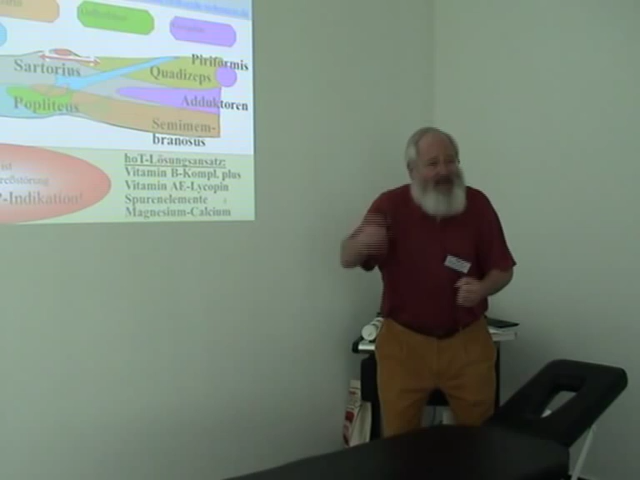 Sartorius
Piriformis
Quadizeps
Popliteus
Adduktoren
Semimem-
branosus
ist
P-Indikation!
hoT-Lösungsansatz:
Vitamin B-Kompl. plus
Vitamin AE-Lycopin
Spurenelemente
Magnesium-Calcium